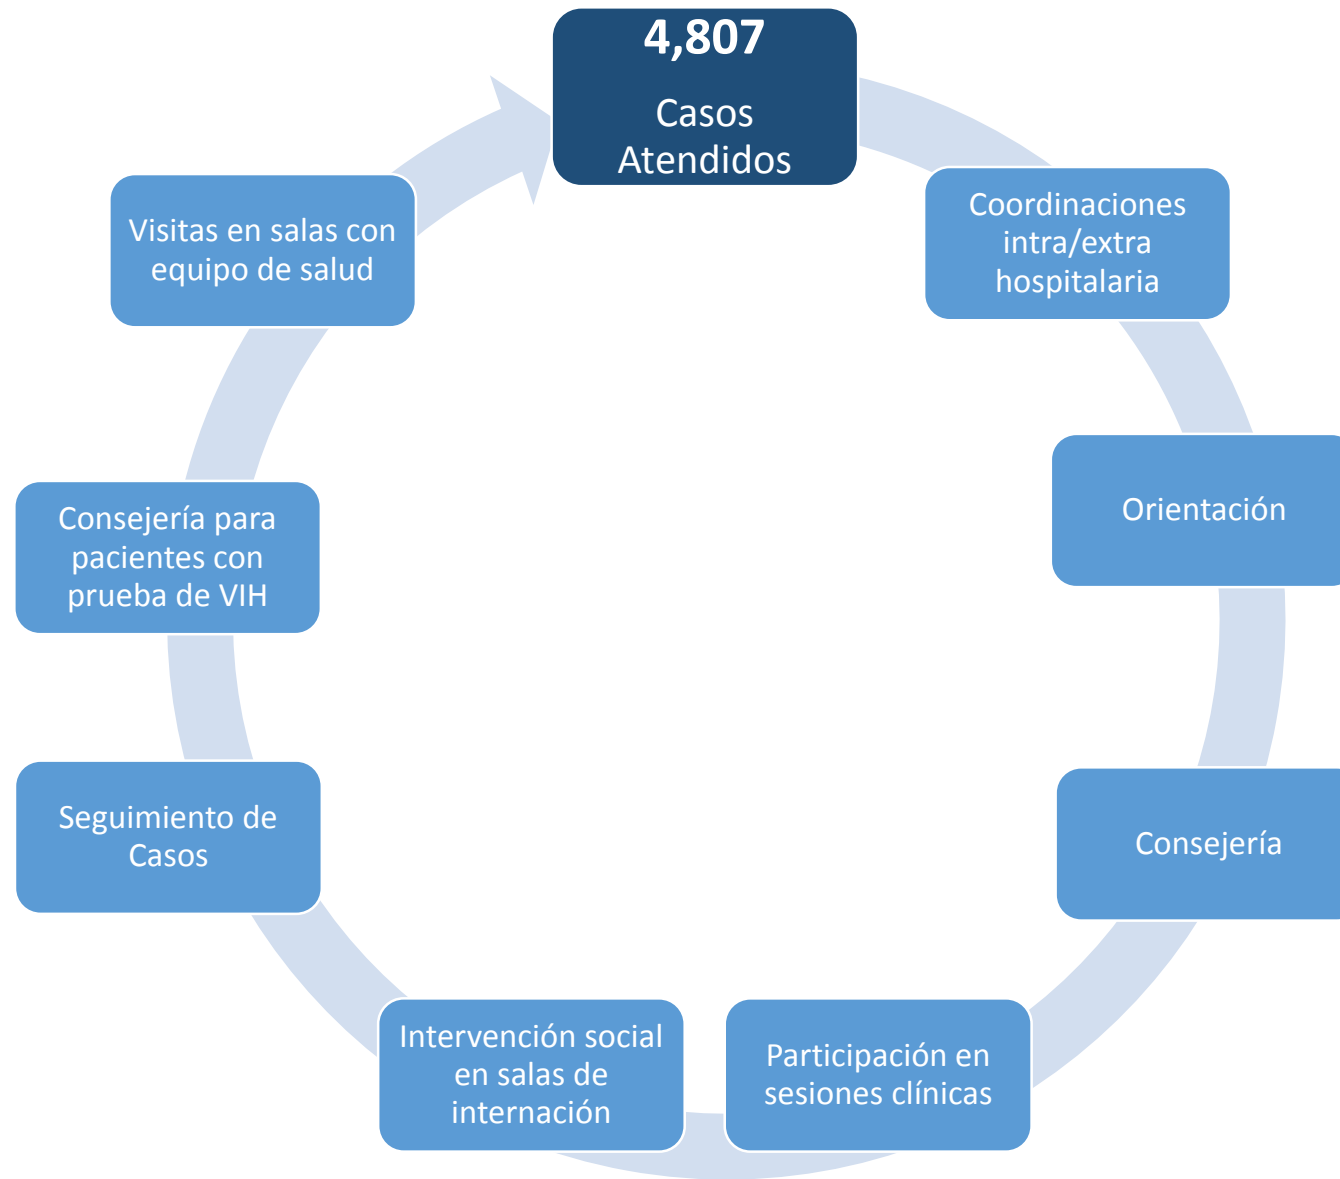 4,807
Casos
Atendidos
Coordinaciones
intra/extra
hospitalaria
Orientación
Consejería
Participación en
sesiones clínicas
Intervención social
en salas de
internación
Seguimiento de
Casos
Consejería para
pacientes con
prueba de VIH
Visitas en salas con
equipo de salud